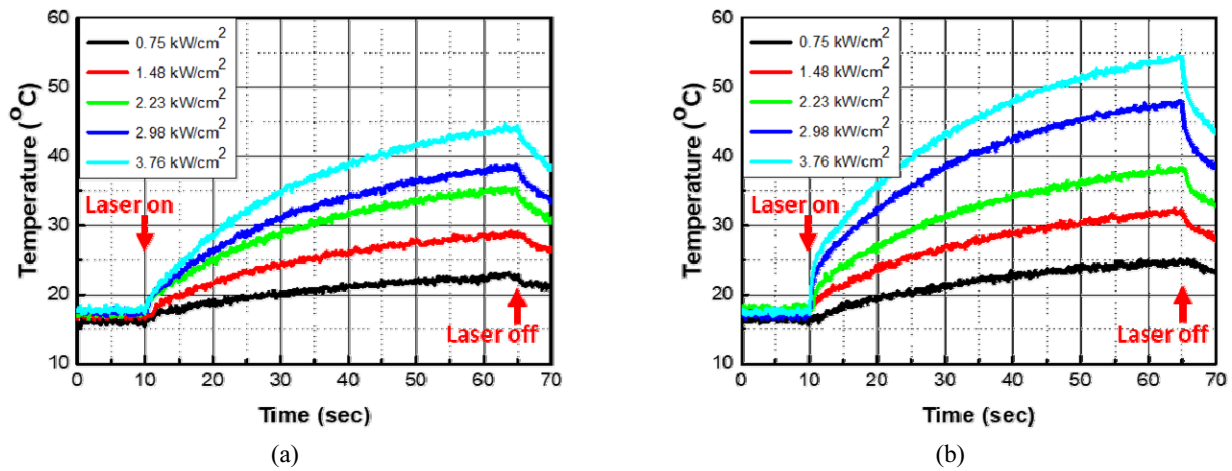 60
50
40
30
20
10
Temperature (°C)
0.75 kW/cm²
1.48 kW/cm²
2.23 kW/cm²
2.98 kW/cm²
3.76 kW/cm²
Laser on
Laser off
0 10 20 30 40 50 60 70
Time (sec)
(a)
60
50
40
30
20
10
Temperature (°C)
0.75 kW/cm²
1.48 kW/cm²
2.23 kW/cm²
2.98 kW/cm²
3.76 kW/cm²
Laser on
Laser off
0 10 20 30 40 50 60 70
Time (sec)
(b)